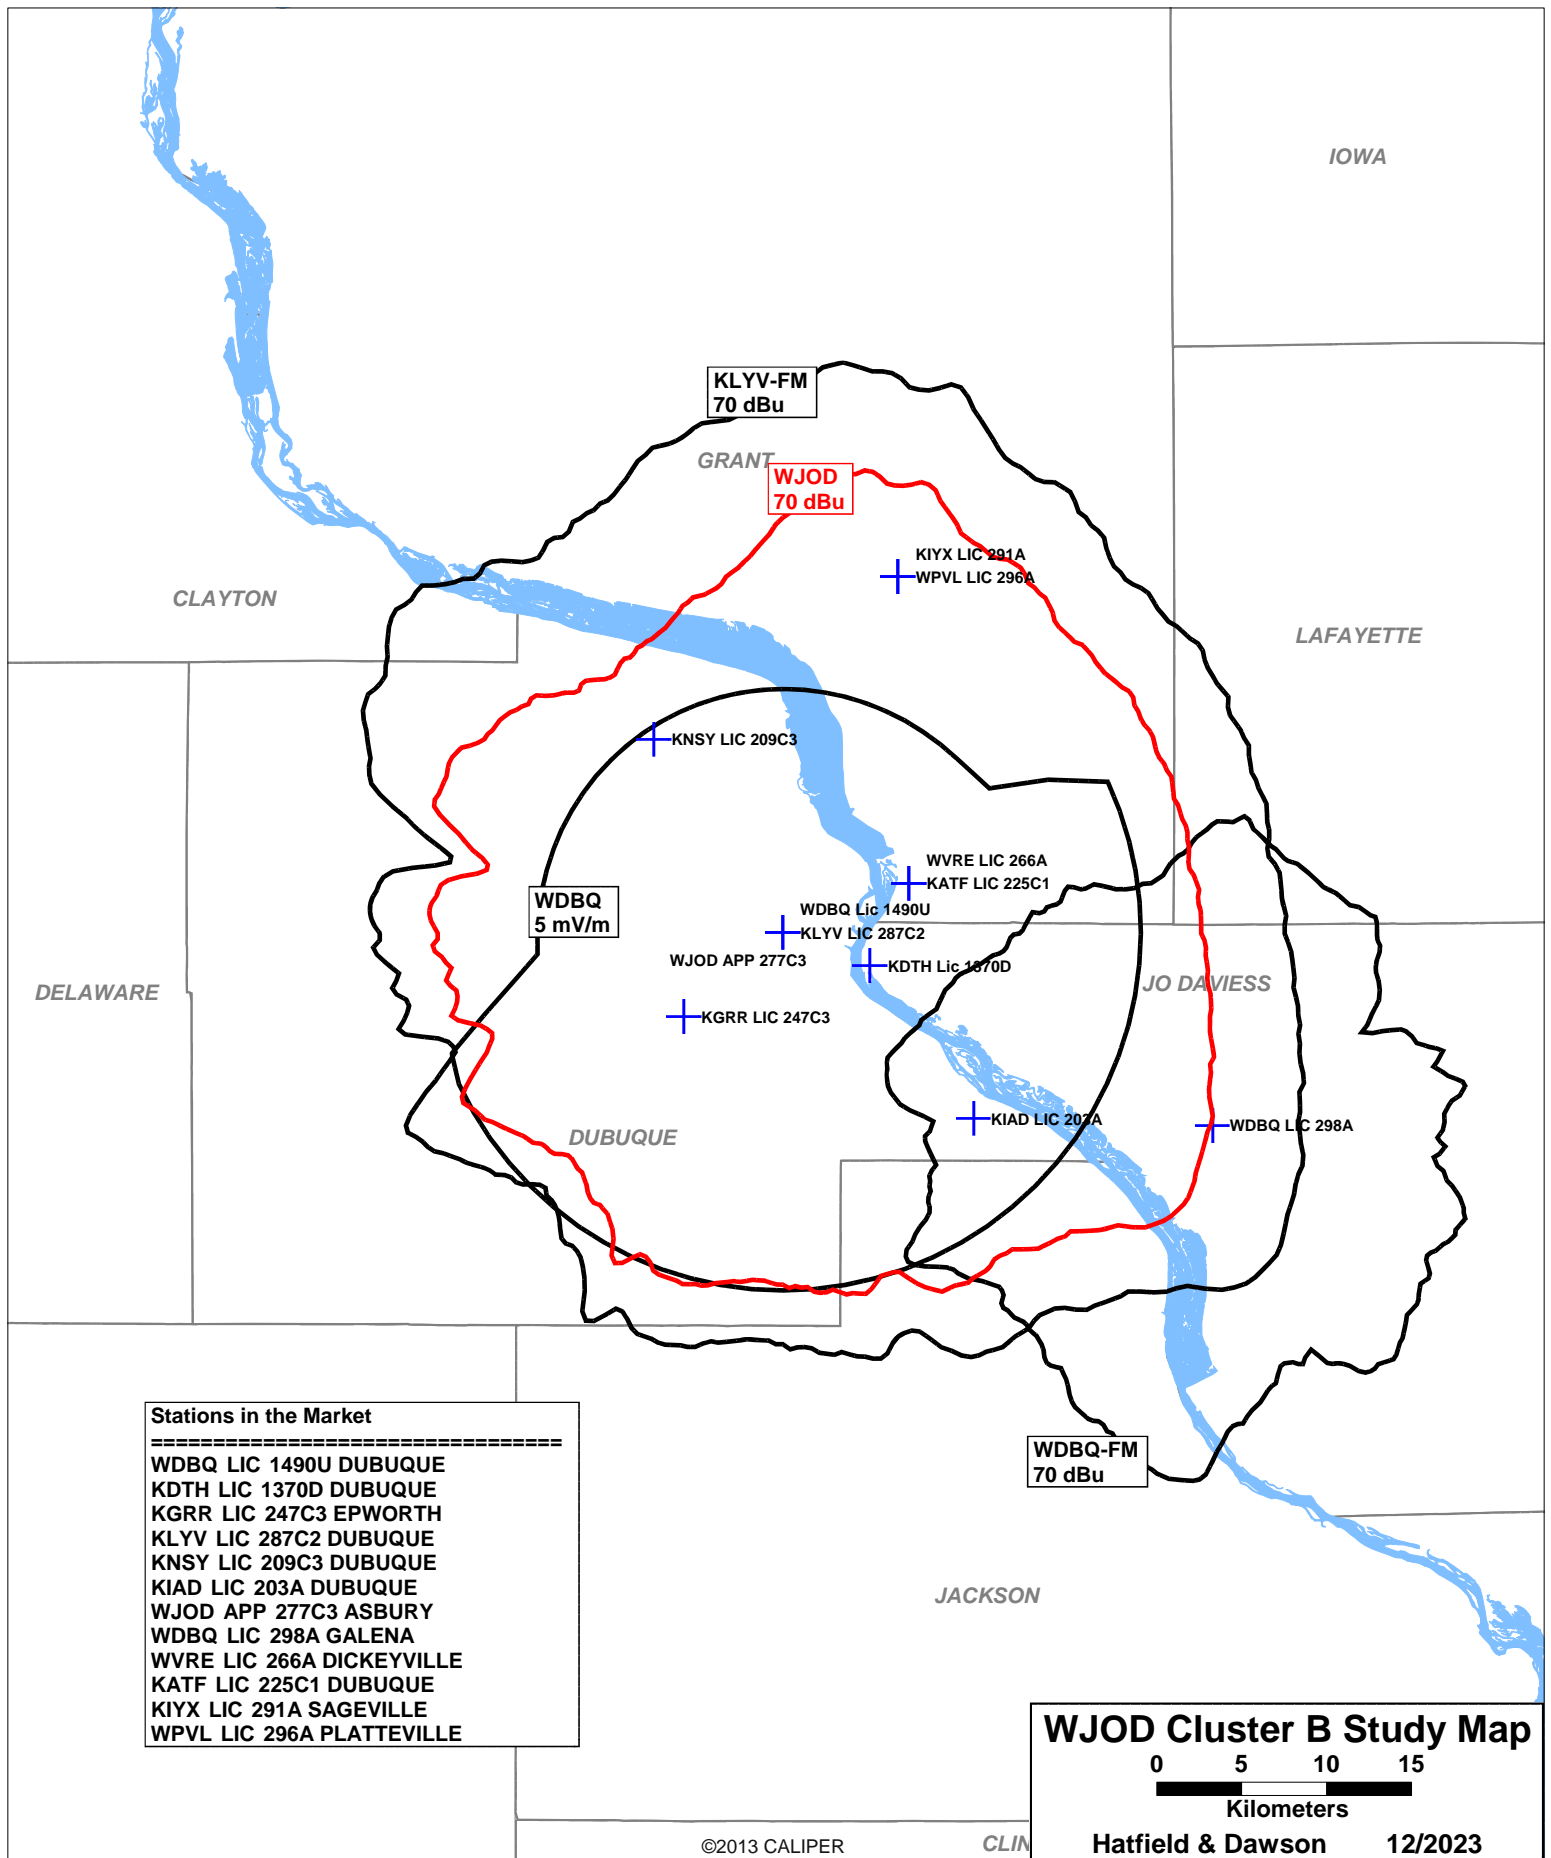 IOWA
KLYV-FM
70 dBu
GRANT
WJOD
70 dBu
KIYX LIC 291A
WPVL LIC 296A
CLAYTON
LAFAYETTE
KNSY LIC 209C3
WVRE LIC 266A
KATF LIC 225C1
WDBQ
5 mV/m
WDBQ Lic 1490U
KLYV LIC 287C2
WJOD APP 277C3
KDTH Lic 1370D
DELAWARE
JO DAVIESS
KGRR LIC 247C3
KIAD LIC 203A
WDBQ LIC 298A
DUBUQUE
Stations in the Market
=================================
WDBQ LIC 1490U DUBUQUE
KDTH LIC 1370D DUBUQUE
KGRR LIC 247C3 EPWORTH
KLYV LIC 287C2 DUBUQUE
KNSY LIC 209C3 DUBUQUE
KIAD LIC 203A DUBUQUE
WJOD APP 277C3 ASBURY
WDBQ LIC 298A GALENA
WVRE LIC 266A DICKEYVILLE
KATF LIC 225C1 DUBUQUE
KIYX LIC 291A SAGEVILLE
WPVL LIC 296A PLATTEVILLE
WDBQ-FM
70 dBu
JACKSON
WJOD Cluster B Study Map
0 5 10 15
Kilometers
Hatfield & Dawson 12/2023
©2013 CALIPER
CLIN